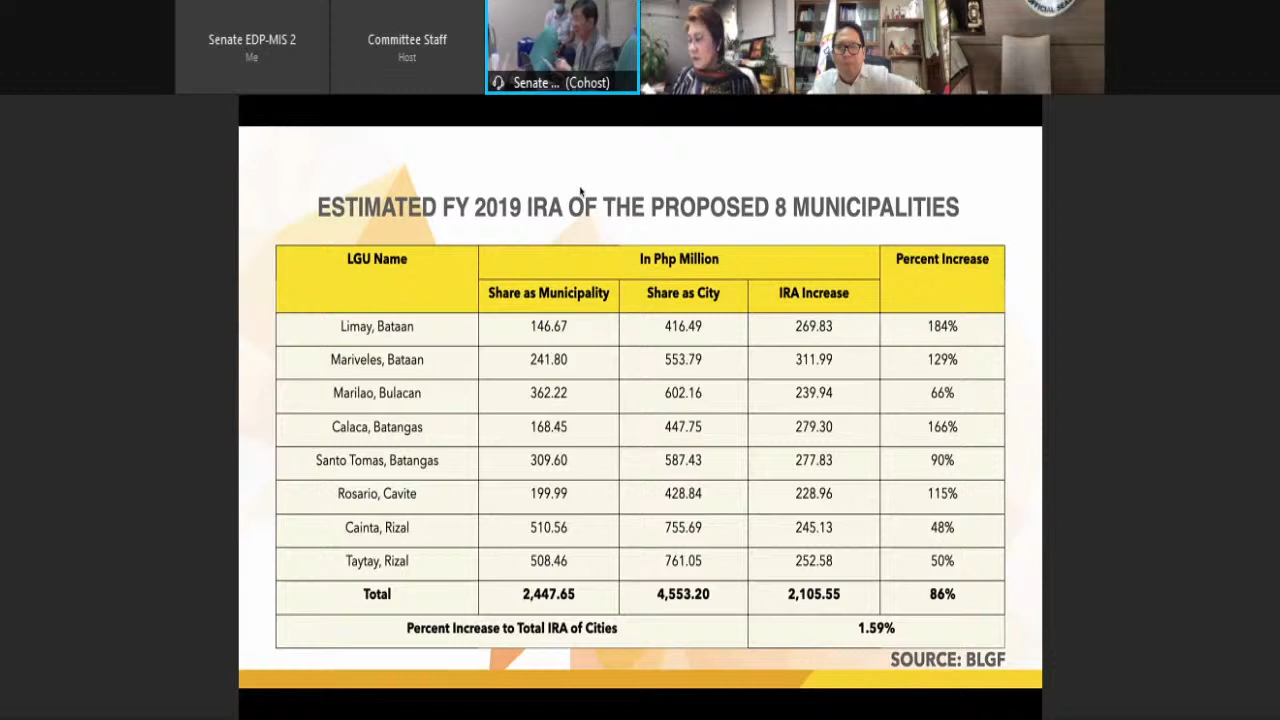 Senate EDP-MIS 2
Me
Committee Staff
Host
Senate ... (Cohost)
OFFICIAL SEAL
ESTIMATED FY 2019 IRA OF THE PROPOSED 8 MUNICIPALITIES
LGU Name In Php Million Percent Increase
Share as Municipality Share as City IRA Increase
Limay, Bataan 146.67 416.49 269.83 184%
Mariveles, Bataan 241.80 553.79 311.99 129%
Marilao, Bulacan 362.22 602.16 239.94 66%
Calaca, Batangas 168.45 447.75 279.30 166%
Santo Tomas, Batangas 309.60 587.43 277.83 90%
Rosario, Cavite 199.99 428.84 228.96 115%
Cainta, Rizal 510.56 755.69 245.13 48%
Taytay, Rizal 508.46 761.05 252.58 50%
Total 2,447.65 4,553.20 2,105.55 86%
Percent Increase to Total IRA of Cities 1.59%
SOURCE: BLGF